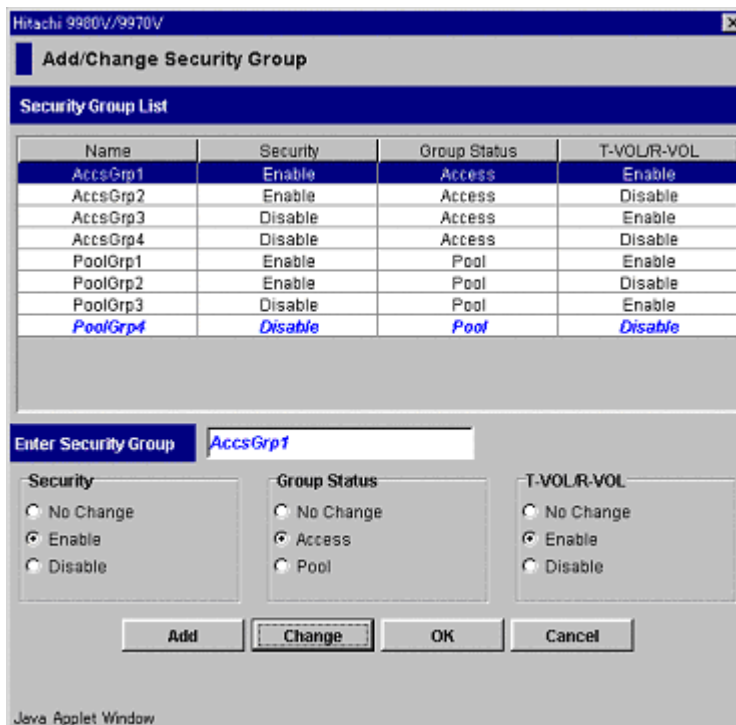 Hitachi 9980V/9970V
Add/Change Security Group
Security Group List
Name Security Group Status T-VOL/R-VOL
AccsGrp1 Enable Access Enable
AccsGrp2 Enable Access Disable
AccsGrp3 Disable Access Enable
AccsGrp4 Disable Access Disable
PoolGrp1 Enable Pool Enable
PoolGrp2 Enable Pool Disable
PoolGrp3 Disable Pool Enable
PoolGrp4 Disable Pool Disable
Enter Security Group AccsGrp1
Security Group Status T-VOL/R-VOL
No Change No Change No Change
Enable Access Enable
Disable Pool Disable
Add Change OK Cancel
Java Applet Window